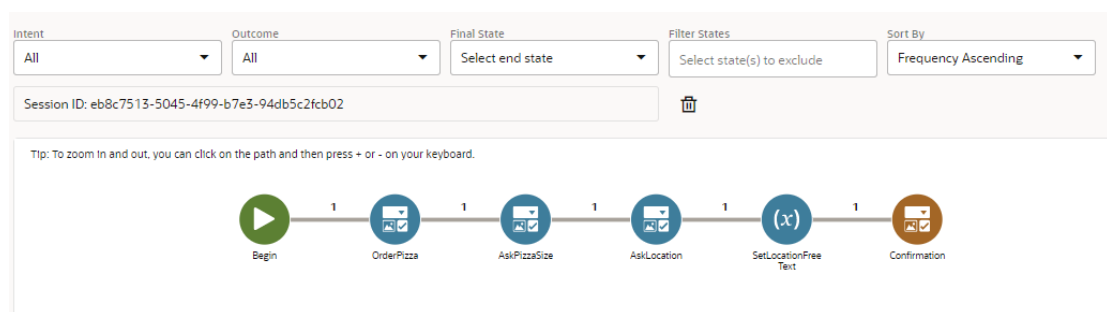 Intent
Outcome
Final State
Filter States
Sort By
All
All
Select end state
Select state(s) to exclude
Frequency Ascending
Session ID: eb8c7513-5045-4f99-b7e3-94db5c2fcb02
Tip: To zoom in and out, you can click on the path and then press + or - on your keyboard.
1
1
1
1
1
(x)
Begin
OrderPizza
AskPizzaSize
AskLocation
SetLocationFree
Text
Confirmation